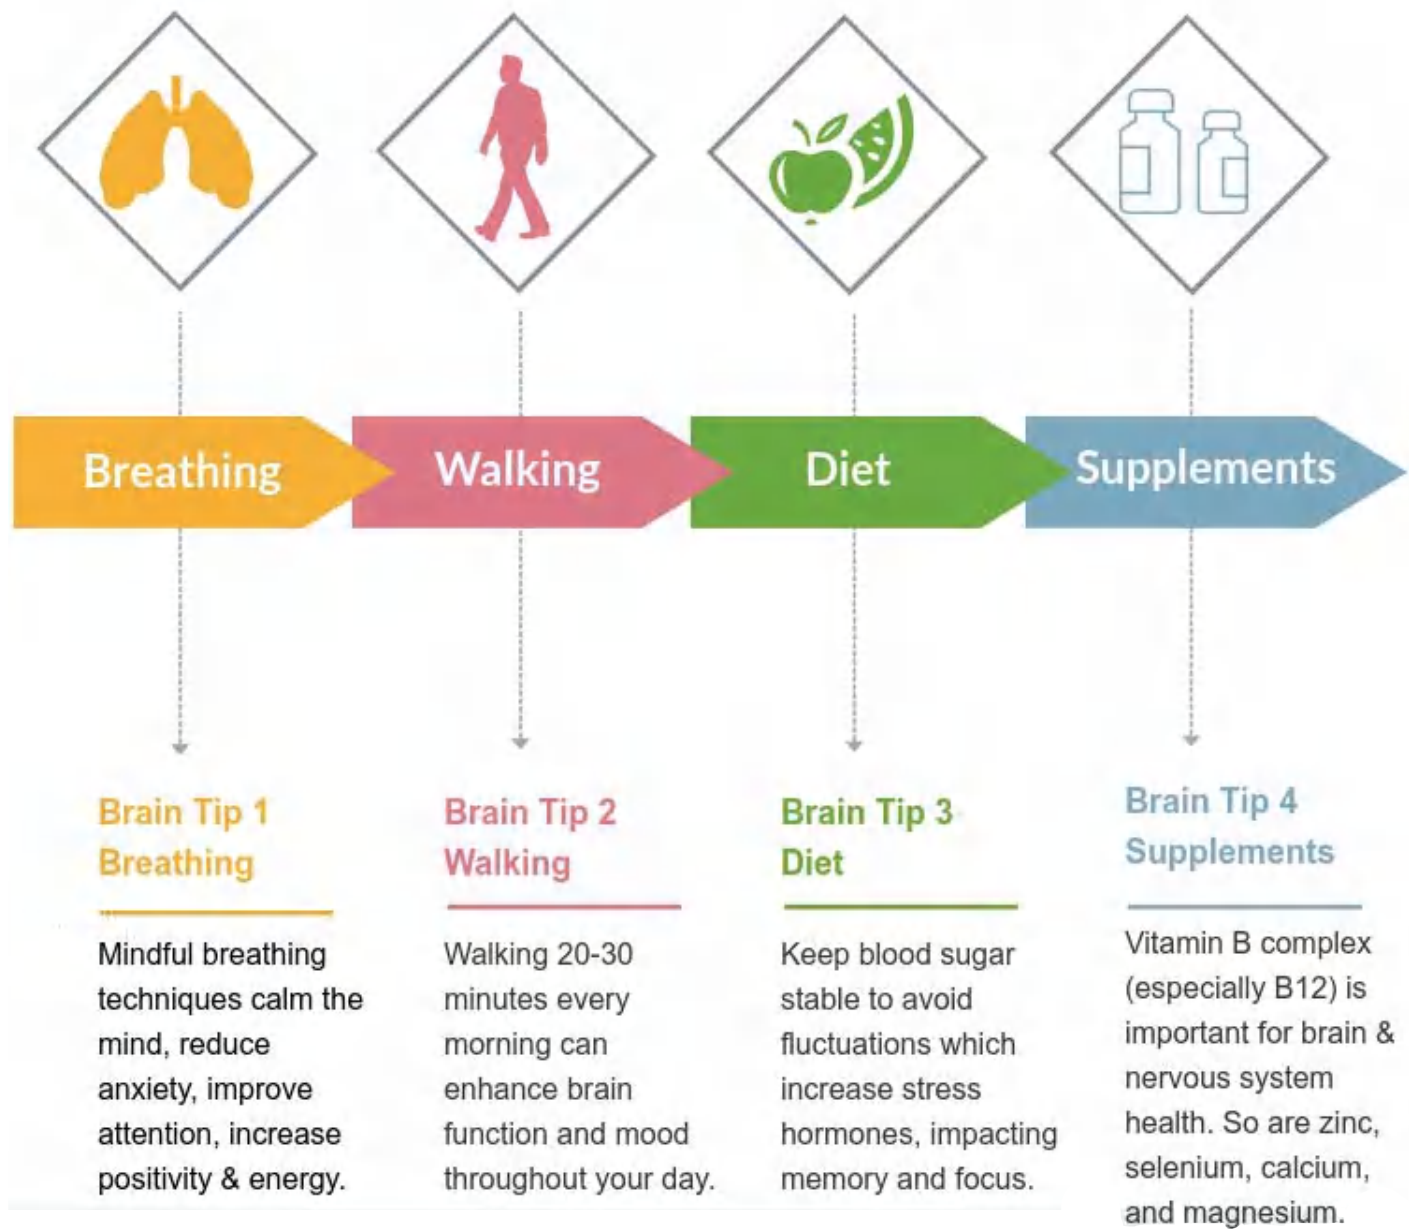 Breathing
Walking
Diet
Supplements
Brain Tip 1
Breathing
Mindful breathing
techniques calm the
mind, reduce
anxiety, improve
attention, increase
positivity & energy.
Brain Tip 2
Walking
Walking 20-30
minutes every
morning can
enhance brain
function and mood
throughout your day.
Brain Tip 3
Diet
Keep blood sugar
stable to avoid
fluctuations which
increase stress
hormones, impacting
memory and focus.
Brain Tip 4
Supplements
Vitamin B complex
(especially B12) is
important for brain &
nervous system
health. So are zinc,
selenium, calcium,
and magnesium.